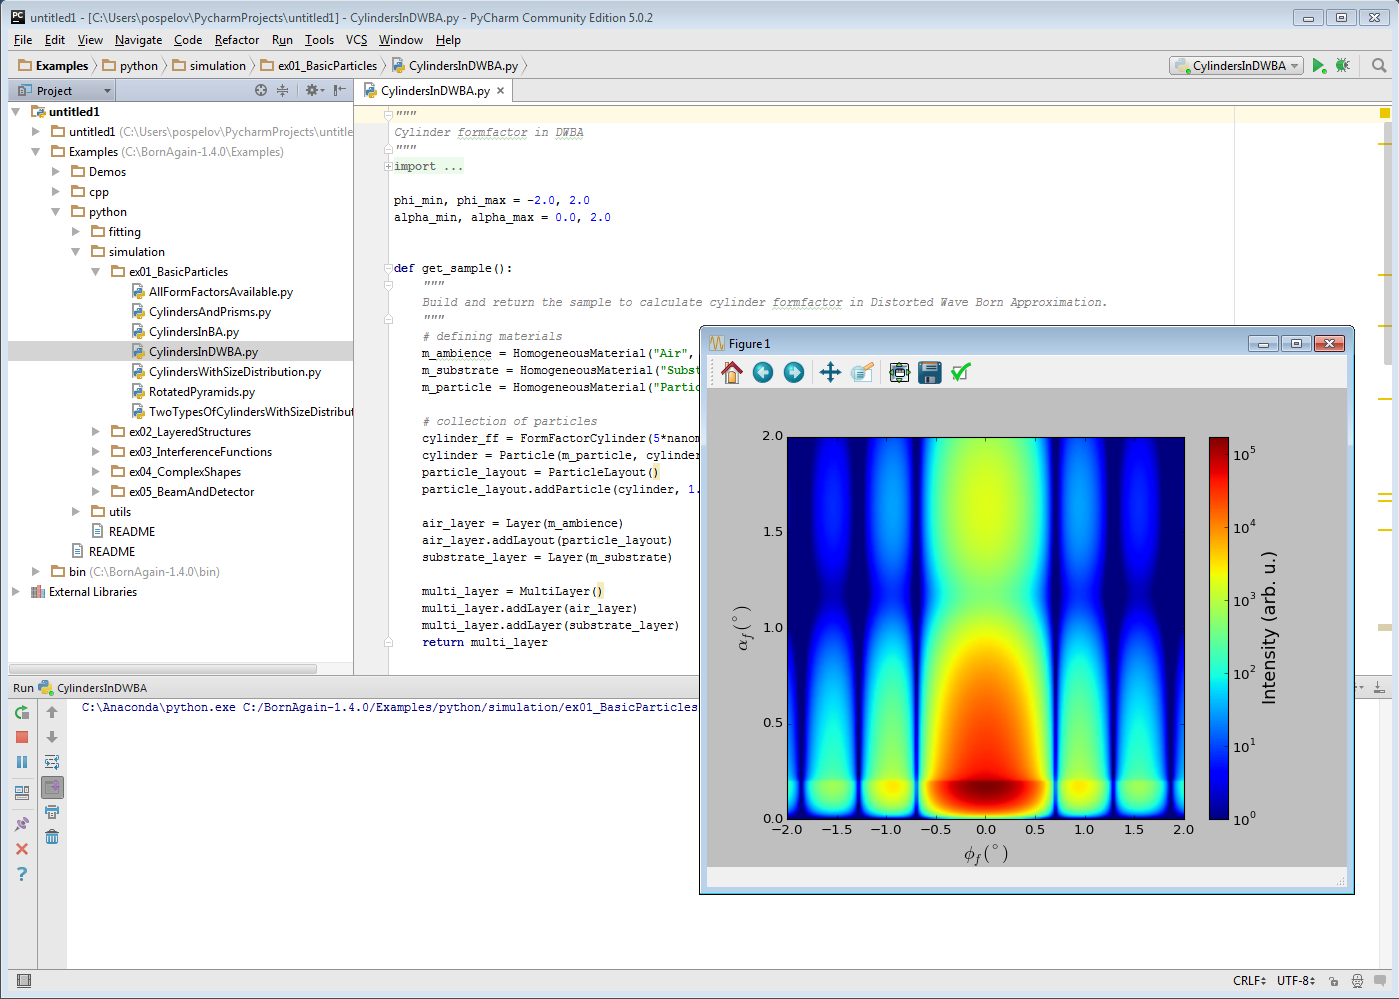 untitled1 - [C:\Users\pospelov\PycharmProjects\untitled1] - CylindersInDWBA.py - PyCharm Community Edition 5.0.2
File Edit View Navigate Code Refactor Run Tools VCS Window Help
Examples python simulation ex01_BasicParticles CylindersInDWBA.py CylindersInDWBA
Project
CylindersInDWBA.py
untitled1
untitled1 (C:\Users\pospelov\PycharmProjects\untitle
Examples (C:\BornAgain-1.4.0\Examples)
Demos
cpp
python
fitting
simulation
ex01_BasicParticles
AllFormFactorsAvailable.py
CylindersAndPrisms.py
CylindersInBA.py
CylindersInDWBA.py
CylindersWithSizeDistribution.py
RotatedPyramids.py
TwoTypesOfCylindersWithSizeDistribut
ex02_LayeredStructures
ex03_InterferenceFunctions
ex04_ComplexShapes
ex05_BeamAndDetector
utils
README
README
bin (C:\BornAgain-1.4.0\bin)
External Libraries
"""
Cylinder formfactor in DWBA
"""
import ...
phi_min, phi_max = -2.0, 2.0
alpha_min, alpha_max = 0.0, 2.0
def get_sample():
"""
Build and return the sample to calculate cylinder formfactor in Distorted Wave Born Approximation.
"""
# defining materials
m_ambience = HomogeneousMaterial("Air",
m_substrate = HomogeneousMaterial("Subst
m_particle = HomogeneousMaterial("Partic
# collection of particles
cylinder_ff = FormFactorCylinder(5*nanom
cylinder = Particle(m_particle, cylinder
particle_layout = ParticleLayout()
particle_layout.addParticle(cylinder, 1.
air_layer = Layer(m_ambience)
air_layer.addLayout(particle_layout)
substrate_layer = Layer(m_substrate)
multi_layer = MultiLayer()
multi_layer.addLayer(air_layer)
multi_layer.addLayer(substrate_layer)
return multi_layer
Figure 1
2.0
1.5
1.0
0.5
0.0
α_f(°)
−2.0 −1.5 −1.0 −0.5 0.0 0.5 1.0 1.5 2.0
ϕ_f(°)
10^5
10^4
10^3
10^2
10^1
10^0
Intensity (arb. u.)
Run CylindersInDWBA
C:\Anaconda\python.exe C:/BornAgain-1.4.0/Examples/python/simulation/ex01_BasicParticles
CRLF UTF-8